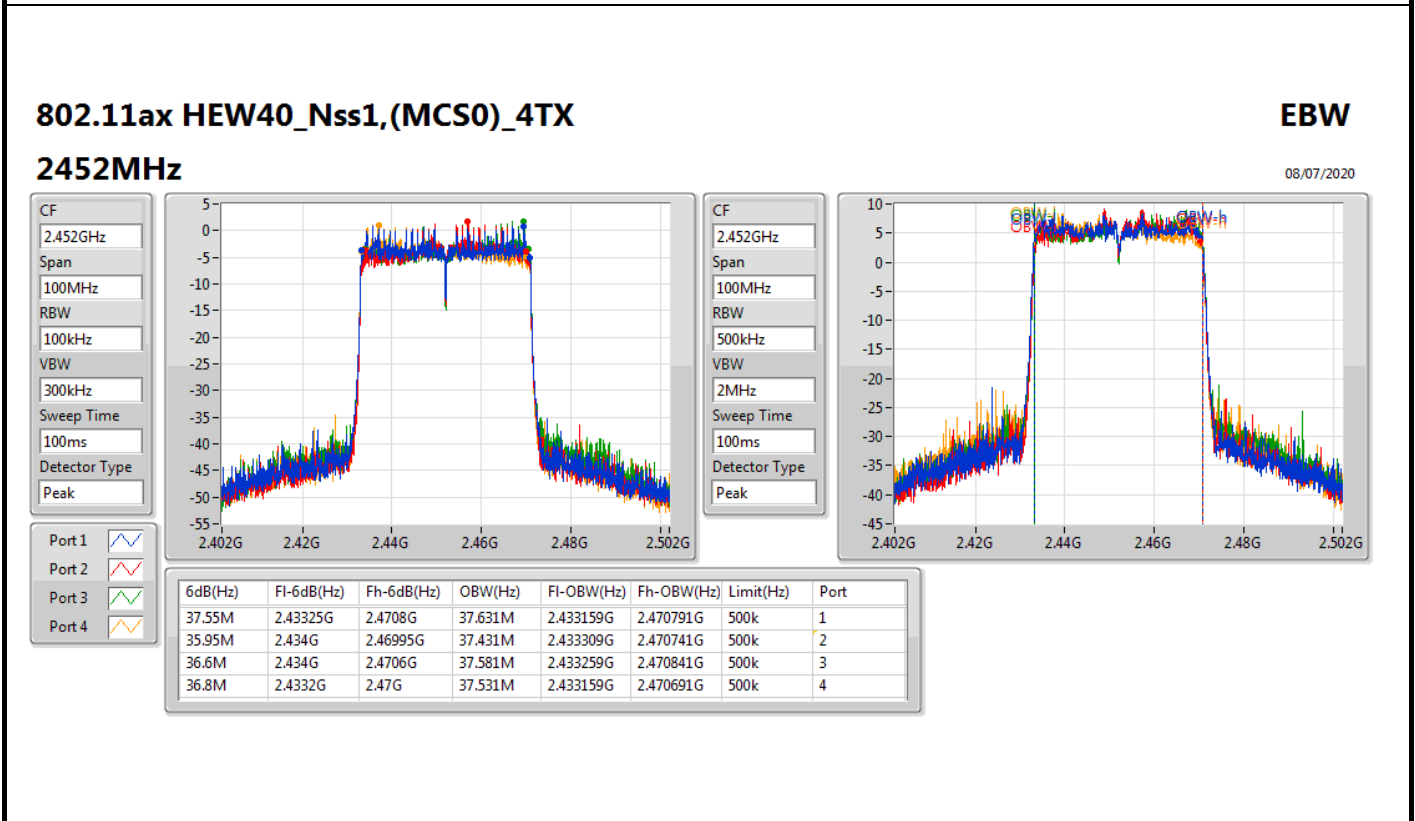 802.11ax HEW40_Nss1,(MCS0)_4TX EBW
2452MHz 08/07/2020
CF
2.452GHz
Span
100MHz
RBW
100kHz
VBW
300kHz
Sweep Time
100ms
Detector Type
Peak
5
0
-5
-10
-15
-20
-25
-30
-35
-40
-45
-50
-55
2.402G 2.42G 2.44G 2.46G 2.48G 2.502G
CF
2.452GHz
Span
100MHz
RBW
500kHz
VBW
2MHz
Sweep Time
100ms
Detector Type
Peak
10
5
0
-5
-10
-15
-20
-25
-30
-35
-40
-45
OBW-h
2.402G 2.42G 2.44G 2.46G 2.48G 2.502G
Port 1
Port 2
Port 3
Port 4
6dB(Hz) Fl-6dB(Hz) Fh-6dB(Hz) OBW(Hz) Fl-OBW(Hz) Fh-OBW(Hz) Limit(Hz) Port
37.55M 2.43325G 2.4708G 37.631M 2.433159G 2.470791G 500k 1
35.95M 2.434G 2.46995G 37.431M 2.433309G 2.470741G 500k 2
36.6M 2.434G 2.4706G 37.581M 2.433259G 2.470841G 500k 3
36.8M 2.4332G 2.47G 37.531M 2.433159G 2.470691G 500k 4